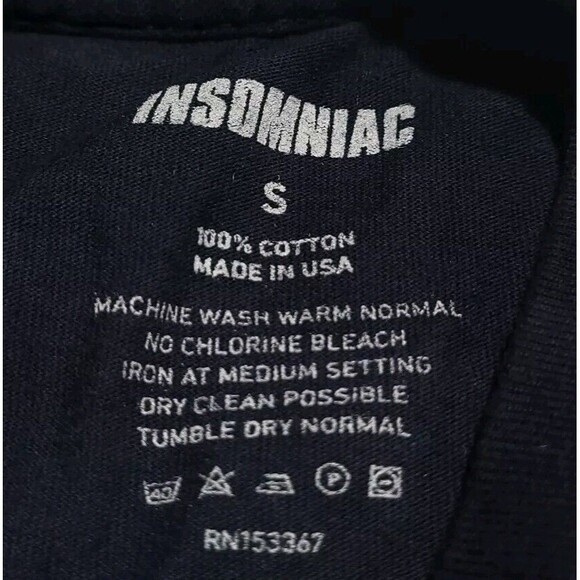 INSOMNIAC
S
100% COTTON
MADE IN USA
MACHINE WASH WARM NORMAL
NO CHLORINE BLEACH
IRON AT MEDIUM SETTING
DRY CLEAN POSSIBLE
TUMBLE DRY NORMAL
40 P
RN153367